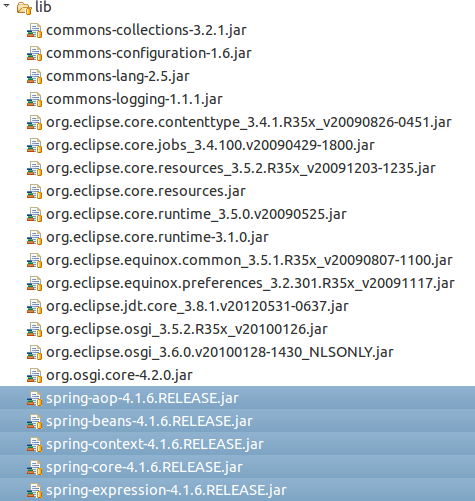 lib
commons-collections-3.2.1.jar
commons-configuration-1.6.jar
commons-lang-2.5.jar
commons-logging-1.1.1.jar
org.eclipse.core.contenttype_3.4.1.R35x_v20090826-0451.jar
org.eclipse.core.jobs_3.4.100.v20090429-1800.jar
org.eclipse.core.resources_3.5.2.R35x_v20091203-1235.jar
org.eclipse.core.resources.jar
org.eclipse.core.runtime_3.5.0.v20090525.jar
org.eclipse.core.runtime-3.1.0.jar
org.eclipse.equinox.common_3.5.1.R35x_v20090807-1100.jar
org.eclipse.equinox.preferences_3.2.301.R35x_v20091117.jar
org.eclipse.jdt.core_3.8.1.v20120531-0637.jar
org.eclipse.osgi_3.5.2.R35x_v20100126.jar
org.eclipse.osgi_3.6.0.v20100128-1430_NLSONLY.jar
org.osgi.core-4.2.0.jar
spring-aop-4.1.6.RELEASE.jar
spring-beans-4.1.6.RELEASE.jar
spring-context-4.1.6.RELEASE.jar
spring-core-4.1.6.RELEASE.jar
spring-expression-4.1.6.RELEASE.jar